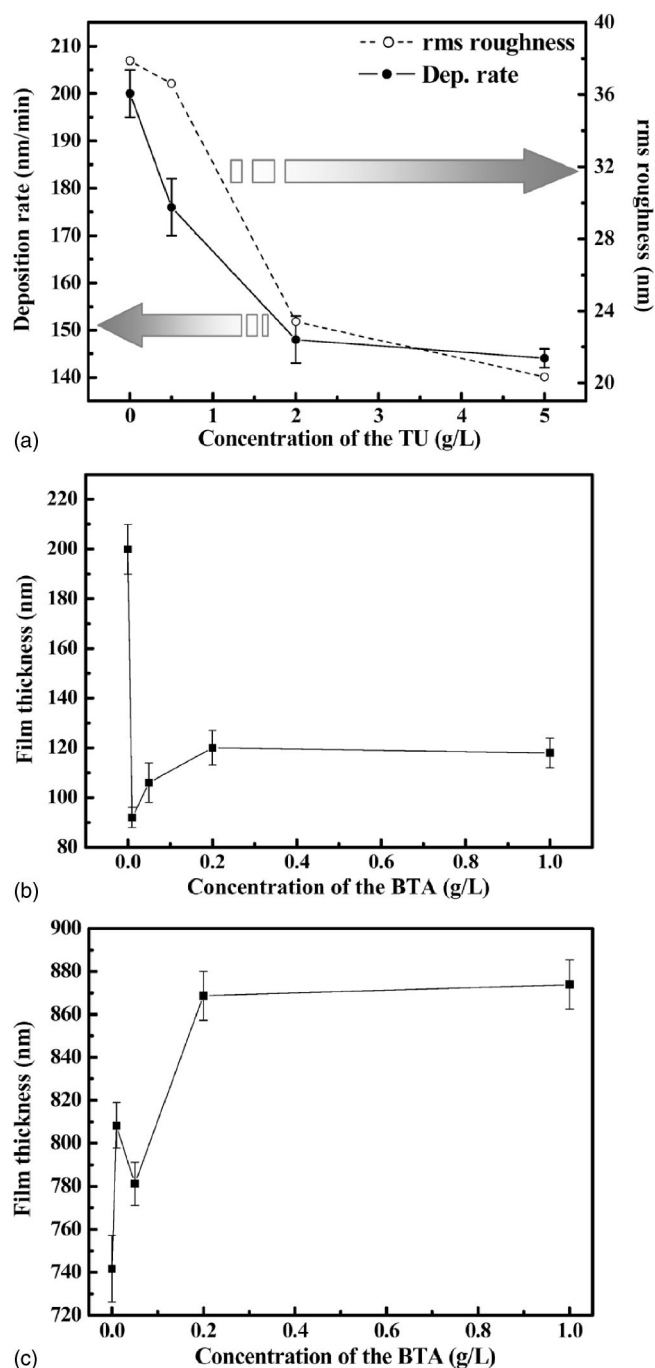 rms roughness
Dep. rate
Deposition rate (nm/min)
210
200
190
180
170
160
150
140
rms roughness (nm)
40
36
32
28
24
20
0 1 2 3 4 5
(a) Concentration of the TU (g/L)
Film thickness (nm)
220
200
180
160
140
120
100
80
0.0 0.2 0.4 0.6 0.8 1.0
(b) Concentration of the BTA (g/L)
Film thickness (nm)
900
880
860
840
820
800
780
760
740
720
0.0 0.2 0.4 0.6 0.8 1.0
(c) Concentration of the BTA (g/L)